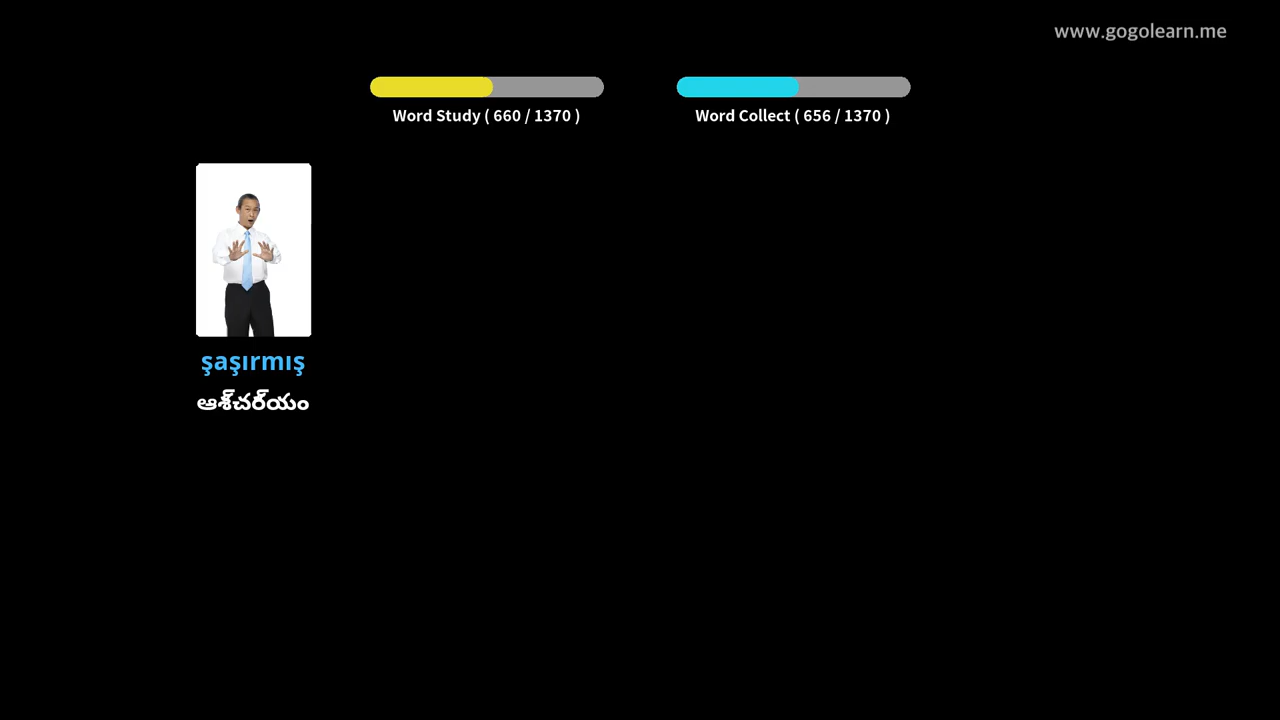 www.gogolearn.me
Word Study ( 660 / 1370 )
Word Collect ( 656 / 1370 )
şaşırmış
ఆశ్చర్యం